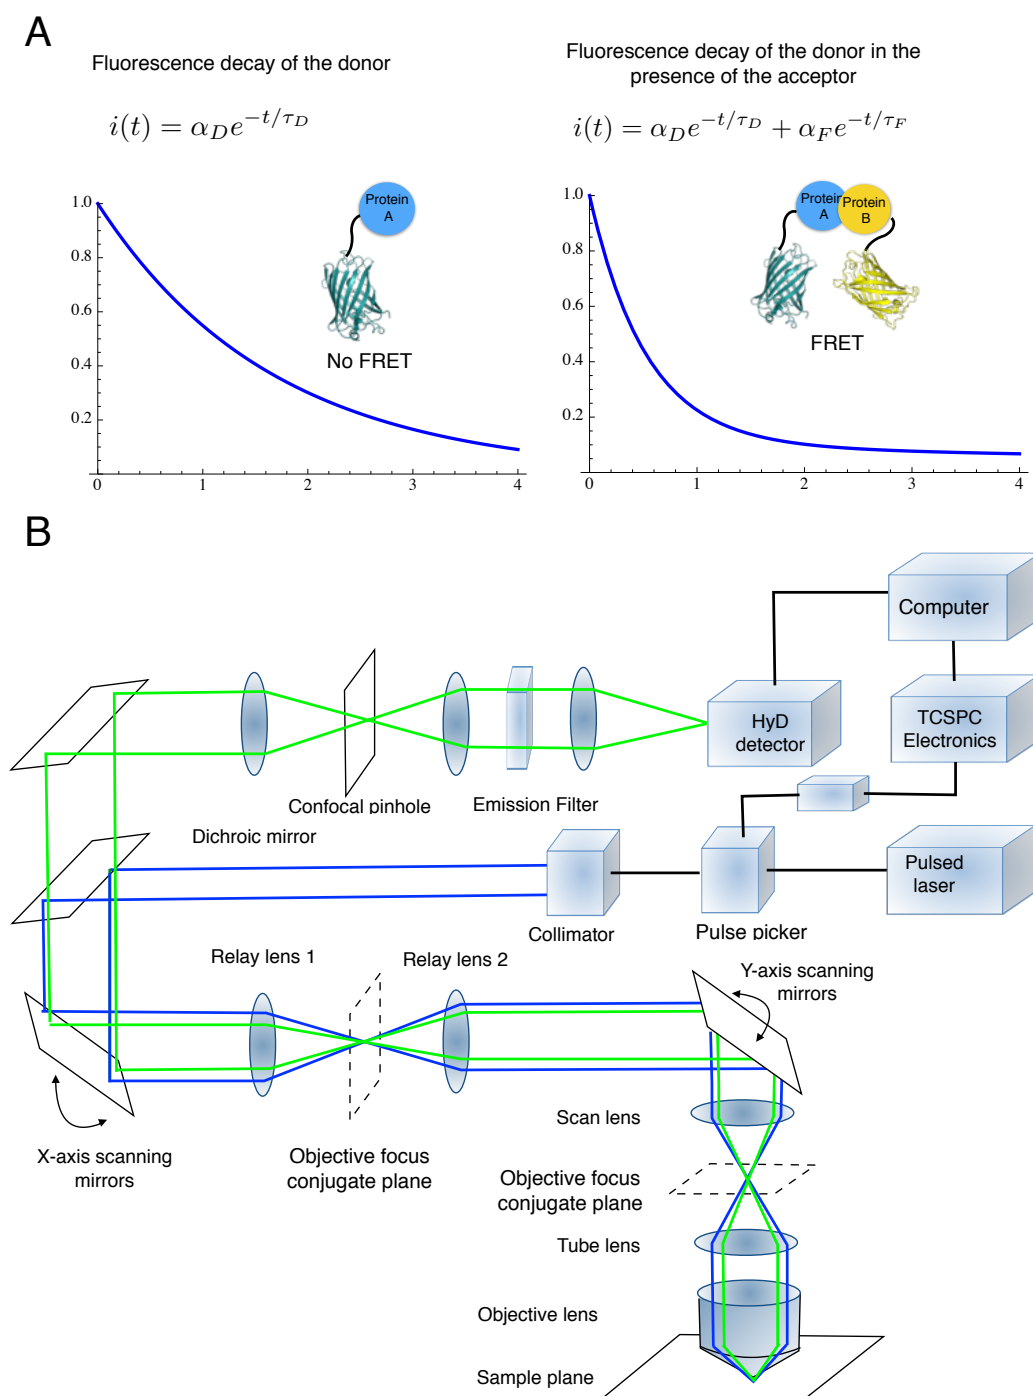 A
Fluorescence decay of the donor
i(t) = α_D e^{-t/τ_D}
1.0
0.8
0.6
0.4
0.2
0
1
2
3
4
Protein
A
No FRET
Fluorescence decay of the donor in the
presence of the acceptor
i(t) = α_D e^{-t/τ_D} + α_F e^{-t/τ_F}
1.0
0.8
0.6
0.4
0.2
0
1
2
3
4
Protein
A
Protein
B
FRET
B
Computer
HyD
detector
TCSPC
Electronics
Confocal pinhole
Emission Filter
Dichroic mirror
Pulsed
laser
Collimator
Pulse picker
Relay lens 1
Relay lens 2
Y-axis scanning
mirrors
X-axis scanning
mirrors
Objective focus
conjugate plane
Scan lens
Objective focus
conjugate plane
Tube lens
Objective lens
Sample plane